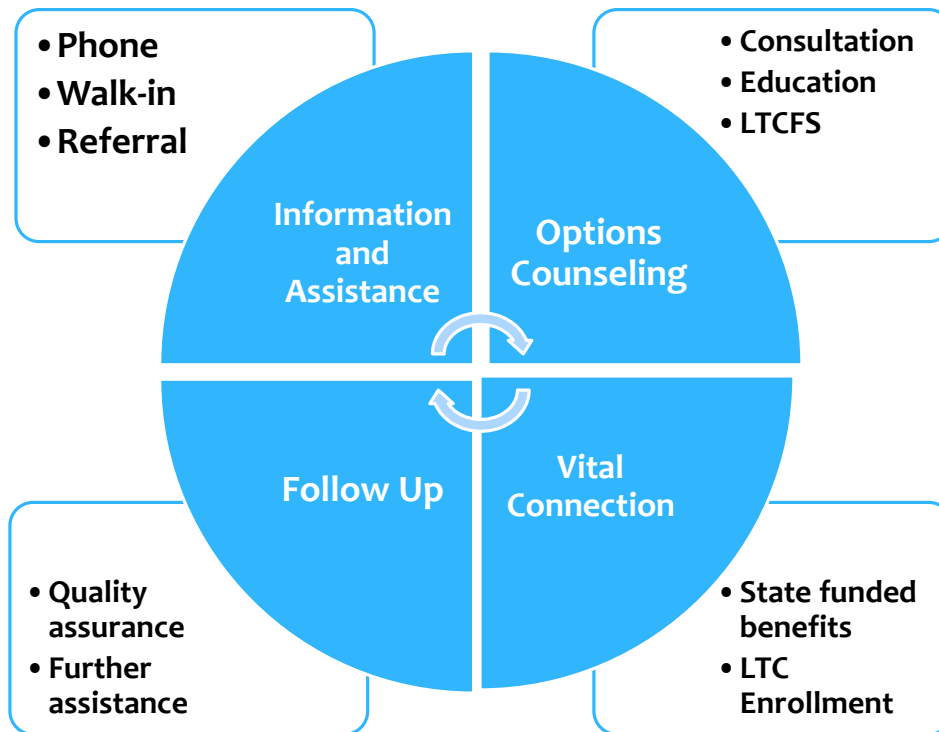 • Phone
• Walk-in
• Referral
• Consultation
• Education
• LTCFS
Information
and
Assistance
Options
Counseling
Follow Up
Vital
Connection
• Quality
assurance
• Further
assistance
• State funded
benefits
• LTC
Enrollment